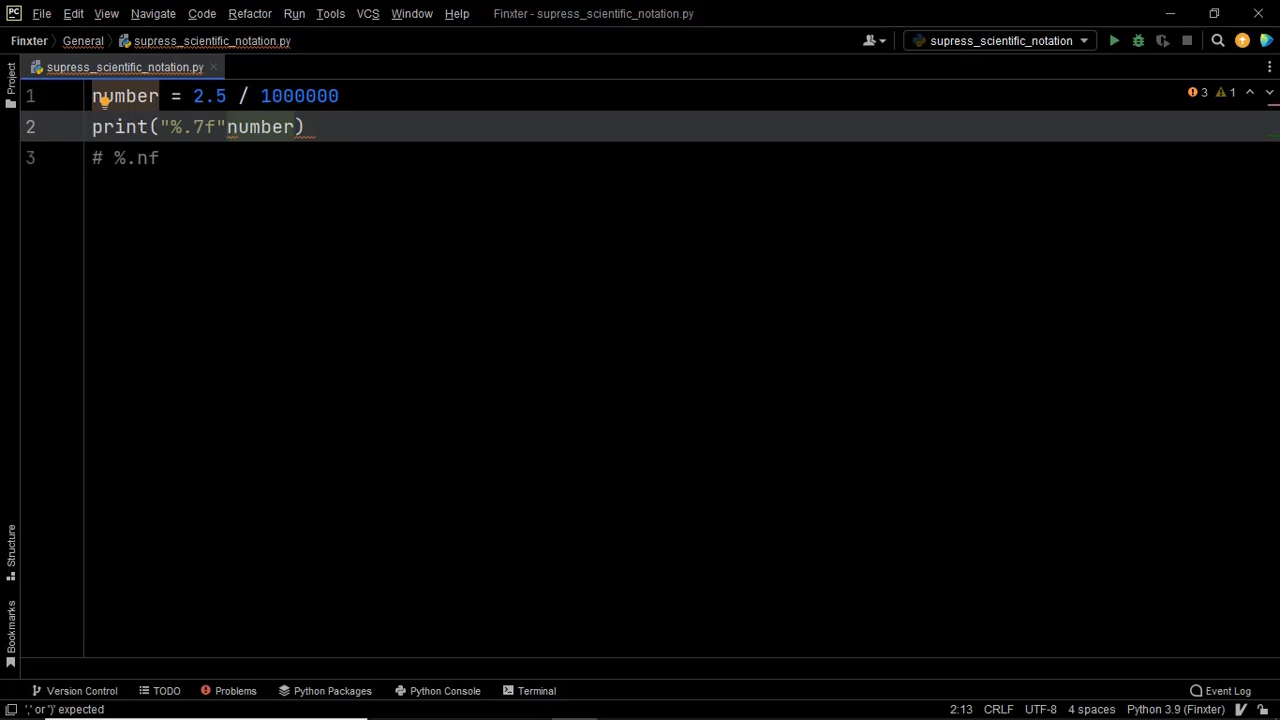 PC File Edit View Navigate Code Refactor Run Tools VCS Window Help Finxter - supress_scientific_notation.py
Finxter General supress_scientific_notation.py supress_scientific_notation
Project supress_scientific_notation.py
1 number = 2.5 / 1000000 3 1
2 print("%.7f"number)
3 # %.nf
Structure
Bookmarks
Version Control TODO Problems Python Packages Python Console Terminal Event Log
',' or ')' expected 2:13 CRLF UTF-8 4 spaces Python 3.9 (Finxter)